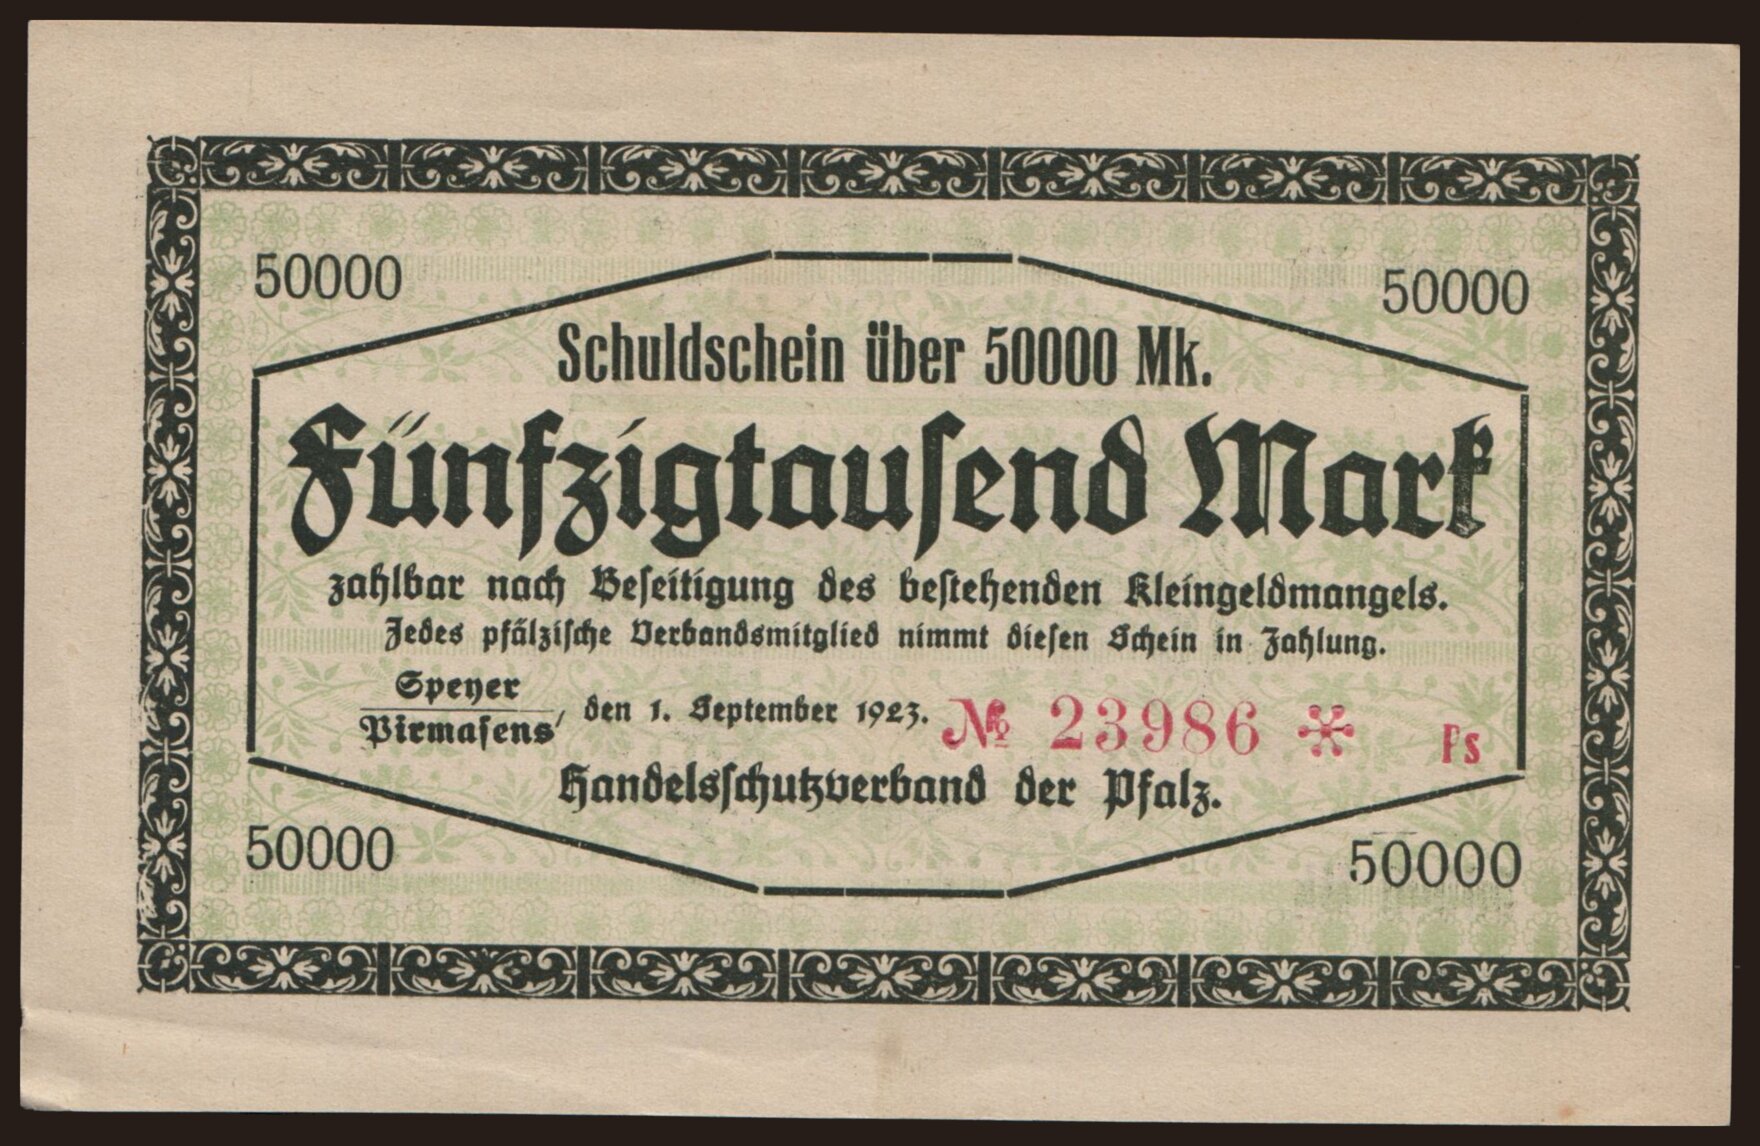 50000 50000
Schuldschein über 50000 Mk.
Fünfzigtausend Mark
zahlbar nach Beseitigung des bestehenden Kleingeldmangels.
Jedes pfälzische Verbandsmitglied nimmt diesen Schein in Zahlung.
Speyer
Pirmasens, den 1. September 1923. № 23986 * Ps
Handelsschutzverband der Pfalz.
50000 50000